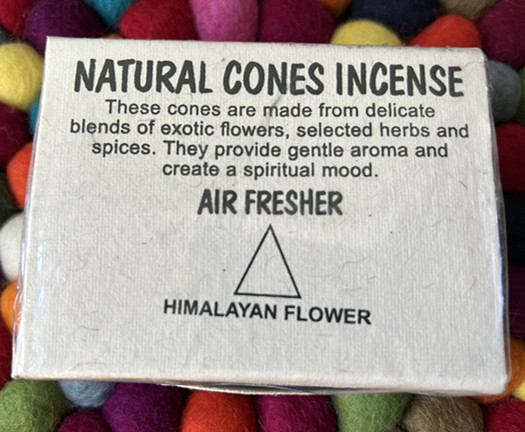 NATURAL CONES INCENSE
These cones are made from delicate
blends of exotic flowers, selected herbs and
spices. They provide gentle aroma and
create a spiritual mood.
AIR FRESHER
HIMALAYAN FLOWER